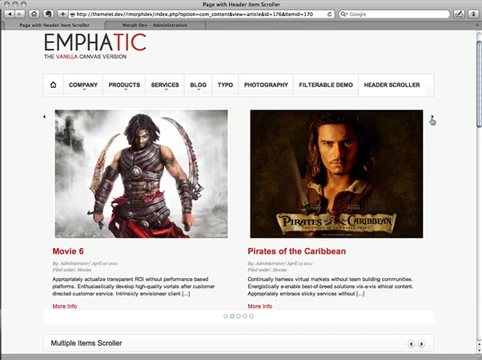 Page with Header item Scroller
http://themelet.dev/!morphdev/index.php?option=com_content&view=article&id=176&Itemid=170
Google
Page with Header item Scroller
Morph Dev - Administration
EMPHATIC
THE VANILLA CANVAS VERSION
COMPANY PRODUCTS SERVICES BLOG TYPO PHOTOGRAPHY FILTERABLE DEMO HEADER SCROLLER
PIRATES of the CARIBBEAN
Movie 6
By: Administrator/ April 07 2011
Filed under: Movies
Appropriately actualize transparent ROI without performance based
platforms. Enthusiastically develop high-quality vortals after customer
directed customer service. Intrinsicly envisioneer client [...]
More Info
Pirates of the Caribbean
By: Administrator/ April 13 2011
Filed under: Movies
Continually harness virtual markets without team building communities.
Energistically e-enable best-of-breed solutions vis-a-vis ethical content.
Appropriately embrace sticky services without [...]
More Info
Multiple Items Scroller